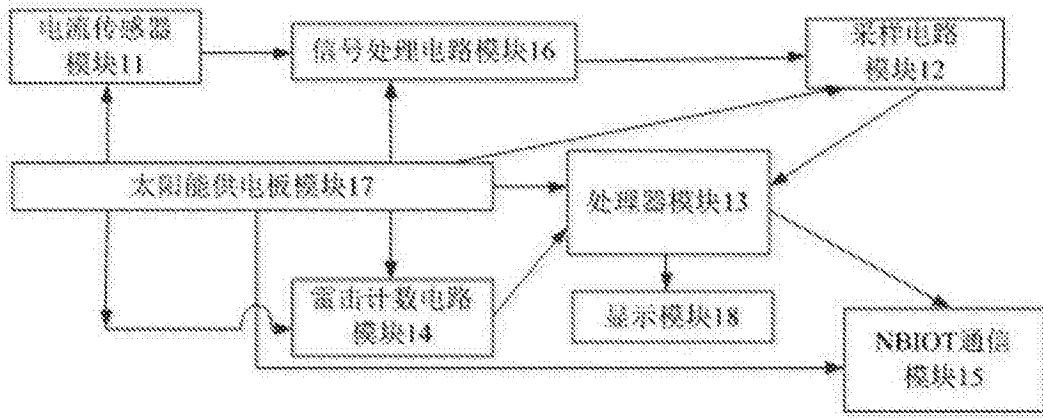 电流传感器
模块11
信号处理电路模块16
采样电路
模块12
太阳能供电板模块17
处理器模块13
雷击计数电路
模块14
显示模块18
NBIOT通信
模块15